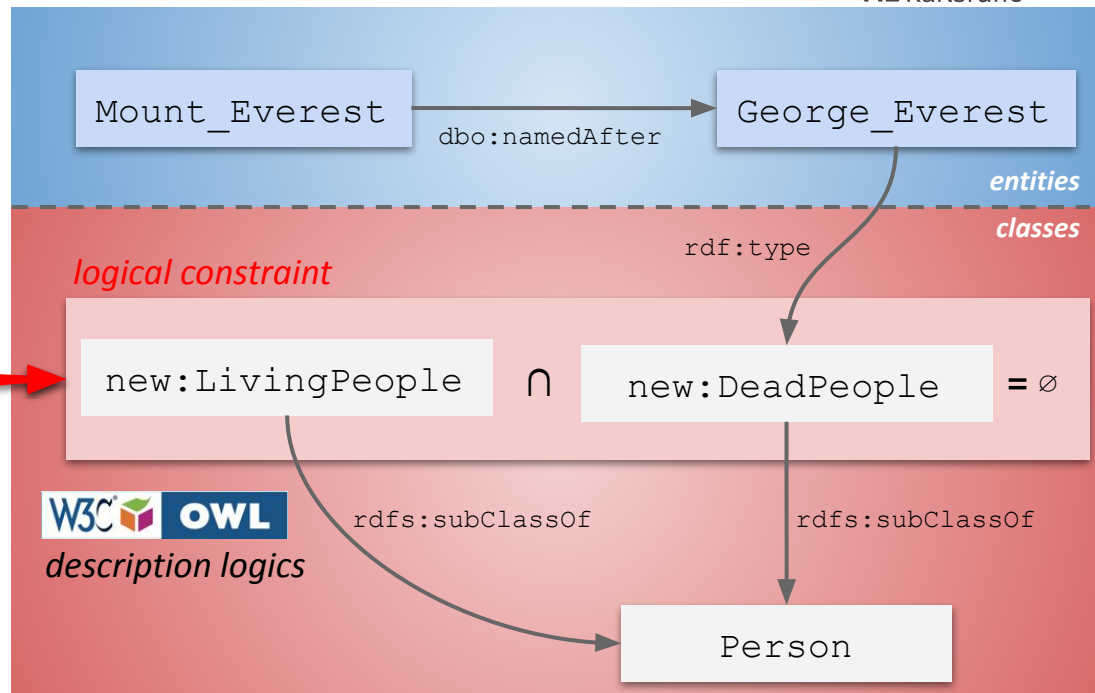 Mount_Everest
George_Everest
dbo:namedAfter
entities
classes
rdf:type
logical constraint
new:LivingPeople ∩ new:DeadPeople = ∅
W3C OWL
rdfs:subClassOf
rdfs:subClassOf
description logics
Person